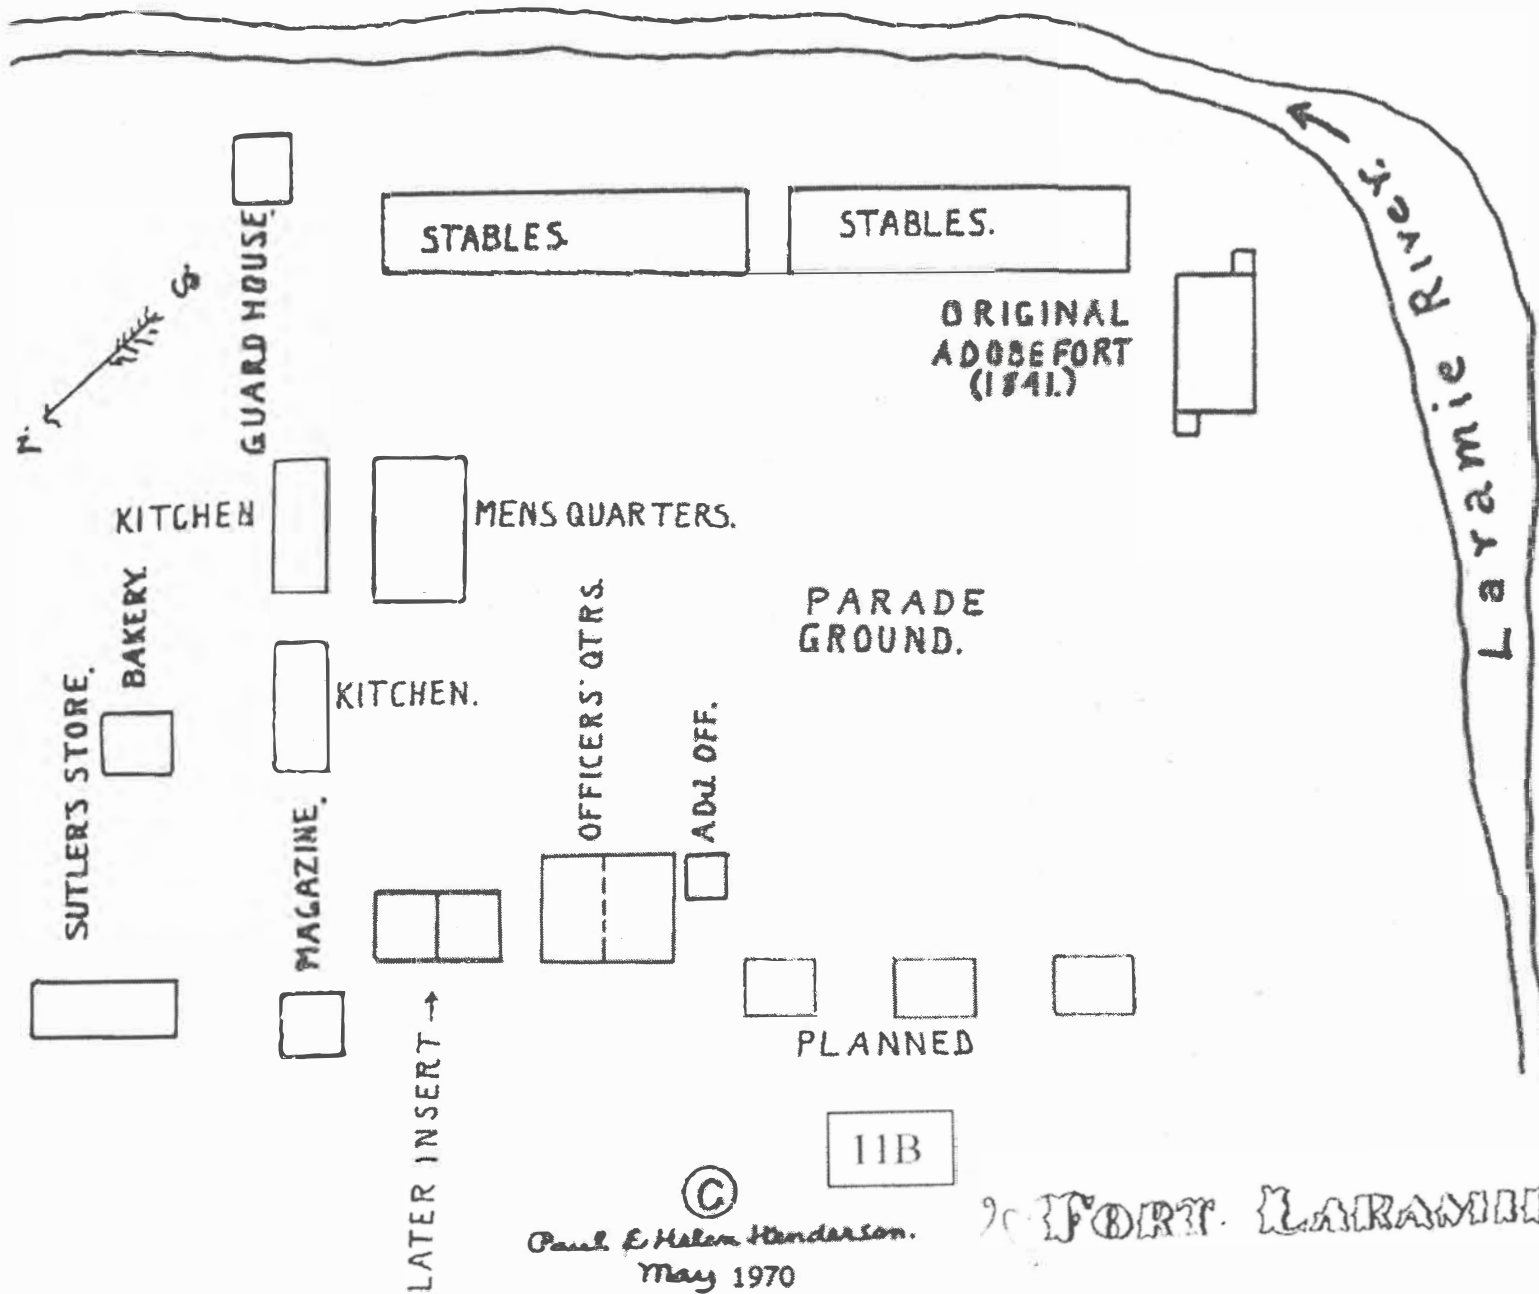 STABLES.
STABLES.
GUARD HOUSE.
S.
N.
ORIGINAL
ADOBE FORT
(1841.)
Laramie River.
KITCHEN
MENS QUARTERS.
BAKERY.
SUTLER'S STORE.
KITCHEN.
OFFICERS' QTRS.
ADJ. OFF.
PARADE
GROUND.
MAGAZINE.
LATER INSERT →
PLANNED
11B
©
Paul & Helen Henderson.
May 1970
FORT LARAMIE